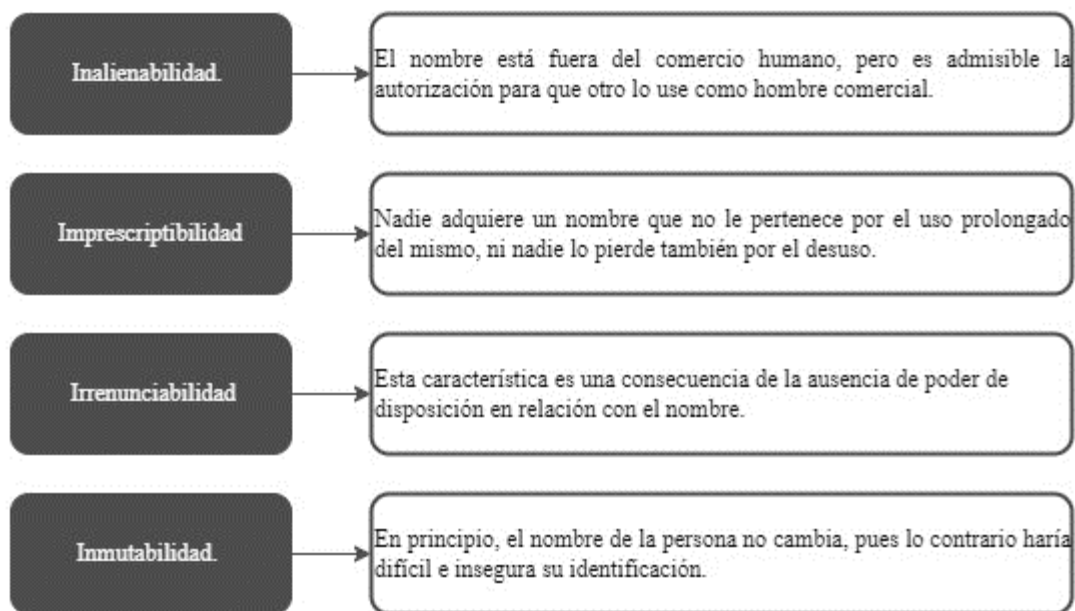 Inalienabilidad.
El nombre está fuera del comercio humano, pero es admisible la
autorización para que otro lo use como hombre comercial.
Imprescriptibilidad
Nadie adquiere un nombre que no le pertenece por el uso prolongado
del mismo, ni nadie lo pierde también por el desuso.
Irrenunciabilidad
Esta característica es una consecuencia de la ausencia de poder de
disposición en relación con el nombre.
Inmutabilidad.
En principio, el nombre de la persona no cambia, pues lo contrario haría
difícil e insegura su identificación.